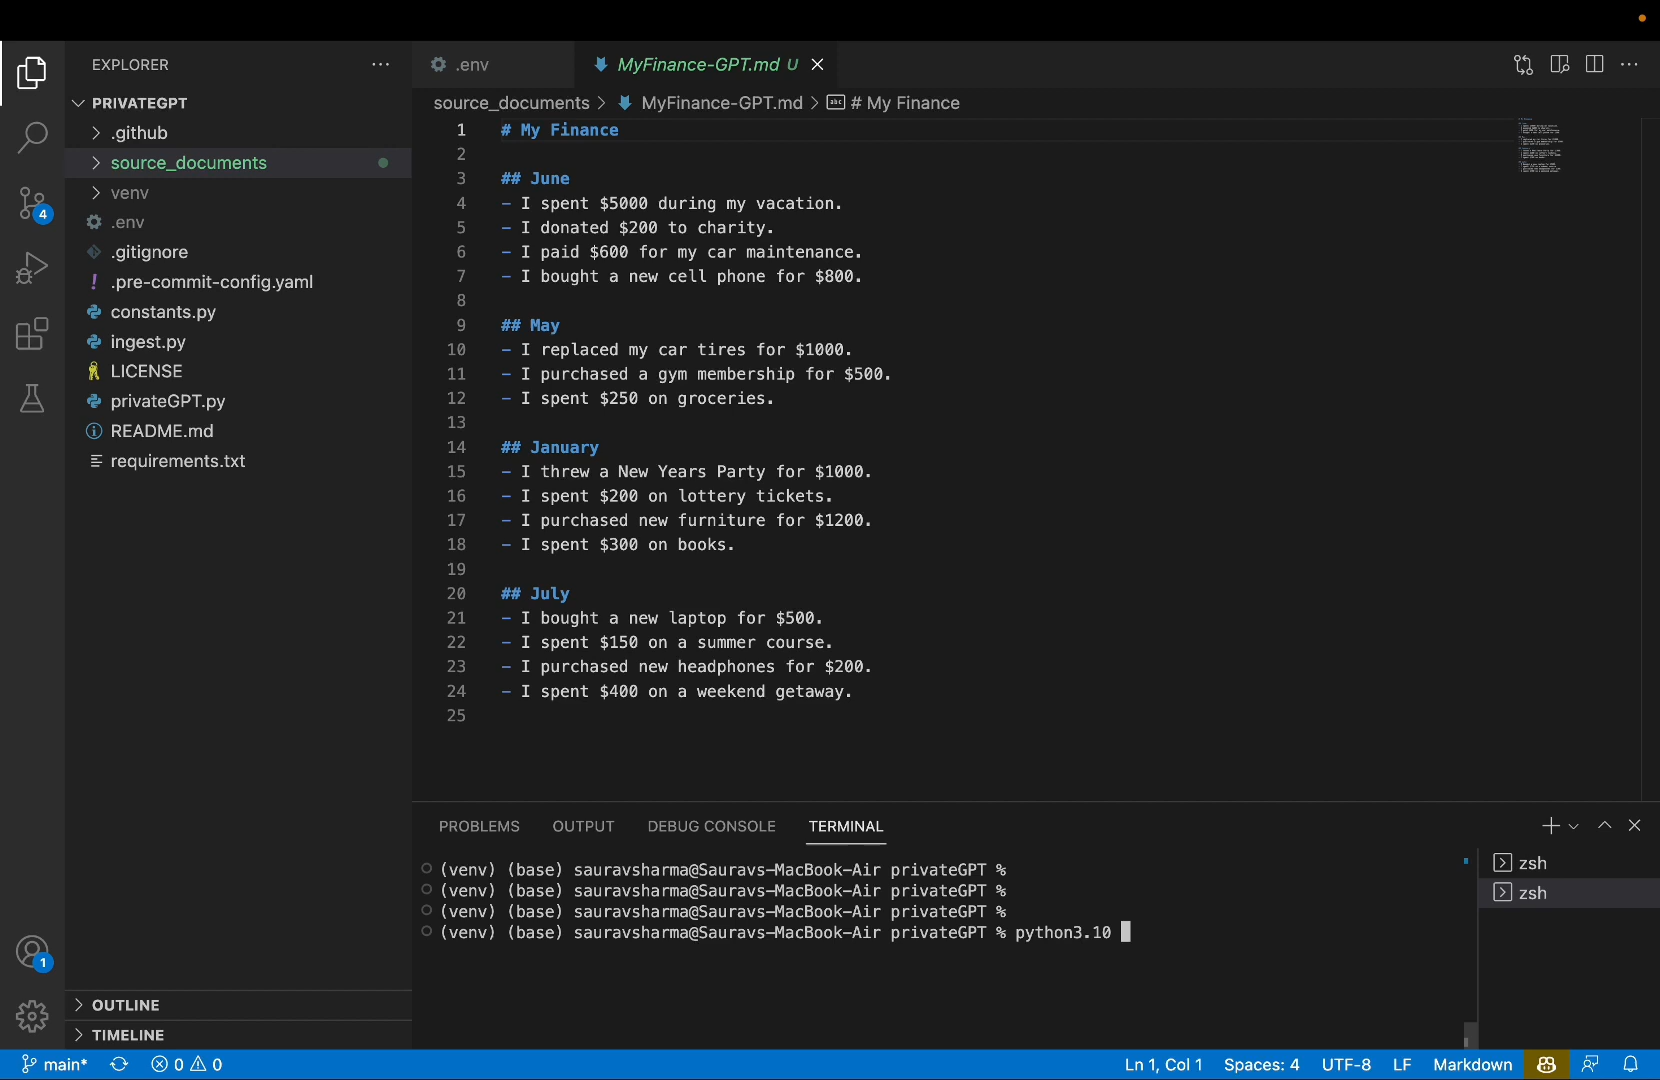 EXPLORER
PRIVATEGPT
.github
source_documents
venv
.env
.gitignore
! .pre-commit-config.yaml
constants.py
ingest.py
LICENSE
privateGPT.py
README.md
requirements.txt
OUTLINE
TIMELINE
4
1
.env
MyFinance-GPT.md U
source_documents > MyFinance-GPT.md > abc # My Finance
1 # My Finance
2
3 ## June
4 - I spent $5000 during my vacation.
5 - I donated $200 to charity.
6 - I paid $600 for my car maintenance.
7 - I bought a new cell phone for $800.
8
9 ## May
10 - I replaced my car tires for $1000.
11 - I purchased a gym membership for $500.
12 - I spent $250 on groceries.
13
14 ## January
15 - I threw a New Years Party for $1000.
16 - I spent $200 on lottery tickets.
17 - I purchased new furniture for $1200.
18 - I spent $300 on books.
19
20 ## July
21 - I bought a new laptop for $500.
22 - I spent $150 on a summer course.
23 - I purchased new headphones for $200.
24 - I spent $400 on a weekend getaway.
25
PROBLEMS OUTPUT DEBUG CONSOLE TERMINAL
(venv) (base) sauravsharma@Sauravs-MacBook-Air privateGPT %
(venv) (base) sauravsharma@Sauravs-MacBook-Air privateGPT %
(venv) (base) sauravsharma@Sauravs-MacBook-Air privateGPT %
(venv) (base) sauravsharma@Sauravs-MacBook-Air privateGPT % python3.10
zsh
zsh
main* 0 0 Ln 1, Col 1 Spaces: 4 UTF-8 LF Markdown